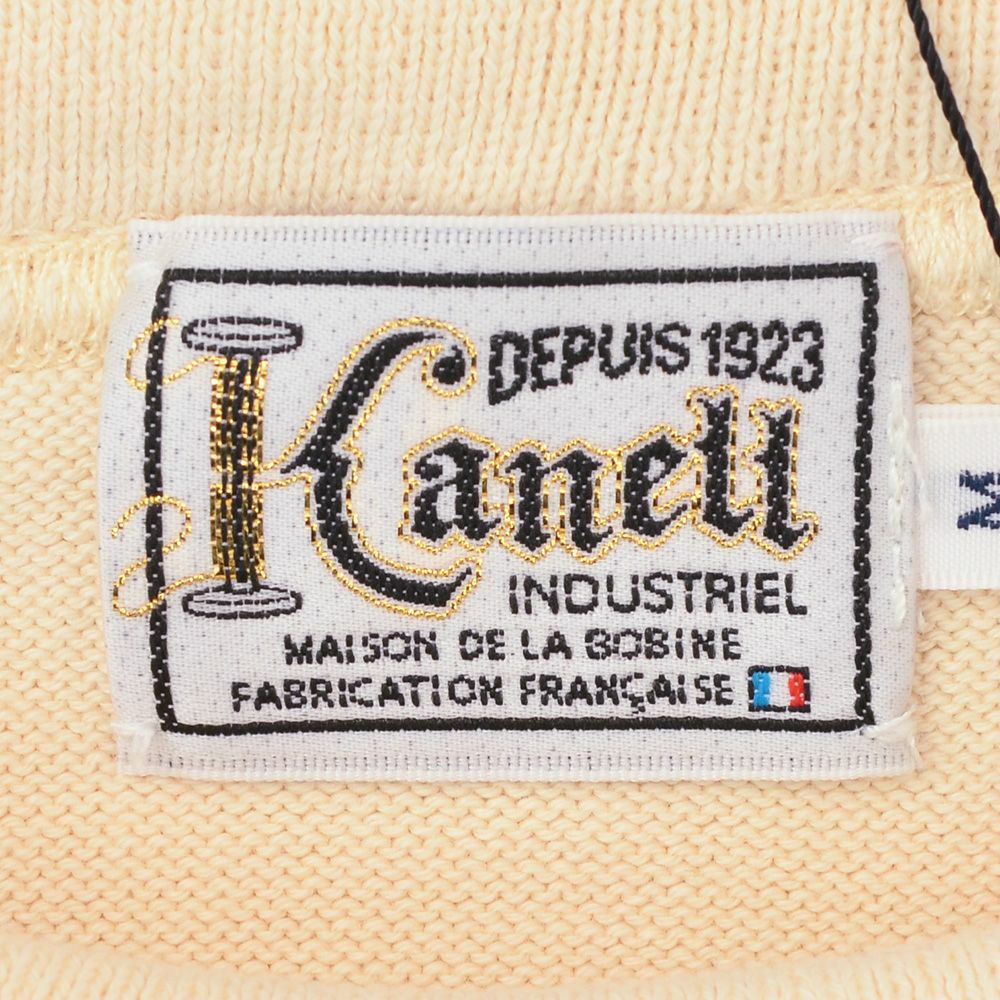 DEPUIS 1923
Kanell
INDUSTRIEL
MAISON DE LA BOBINE
FABRICATION FRANÇAISE
M